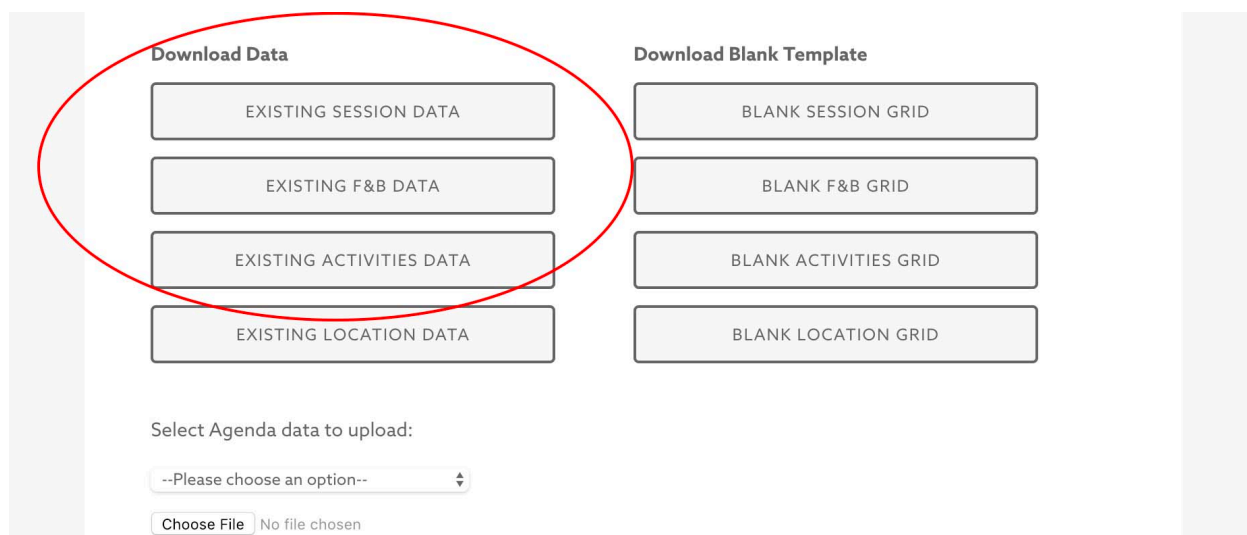 Download Data
EXISTING SESSION DATA
EXISTING F&B DATA
EXISTING ACTIVITIES DATA
EXISTING LOCATION DATA
Download Blank Template
BLANK SESSION GRID
BLANK F&B GRID
BLANK ACTIVITIES GRID
BLANK LOCATION GRID
Select Agenda data to upload:
--Please choose an option--
Choose File No file chosen